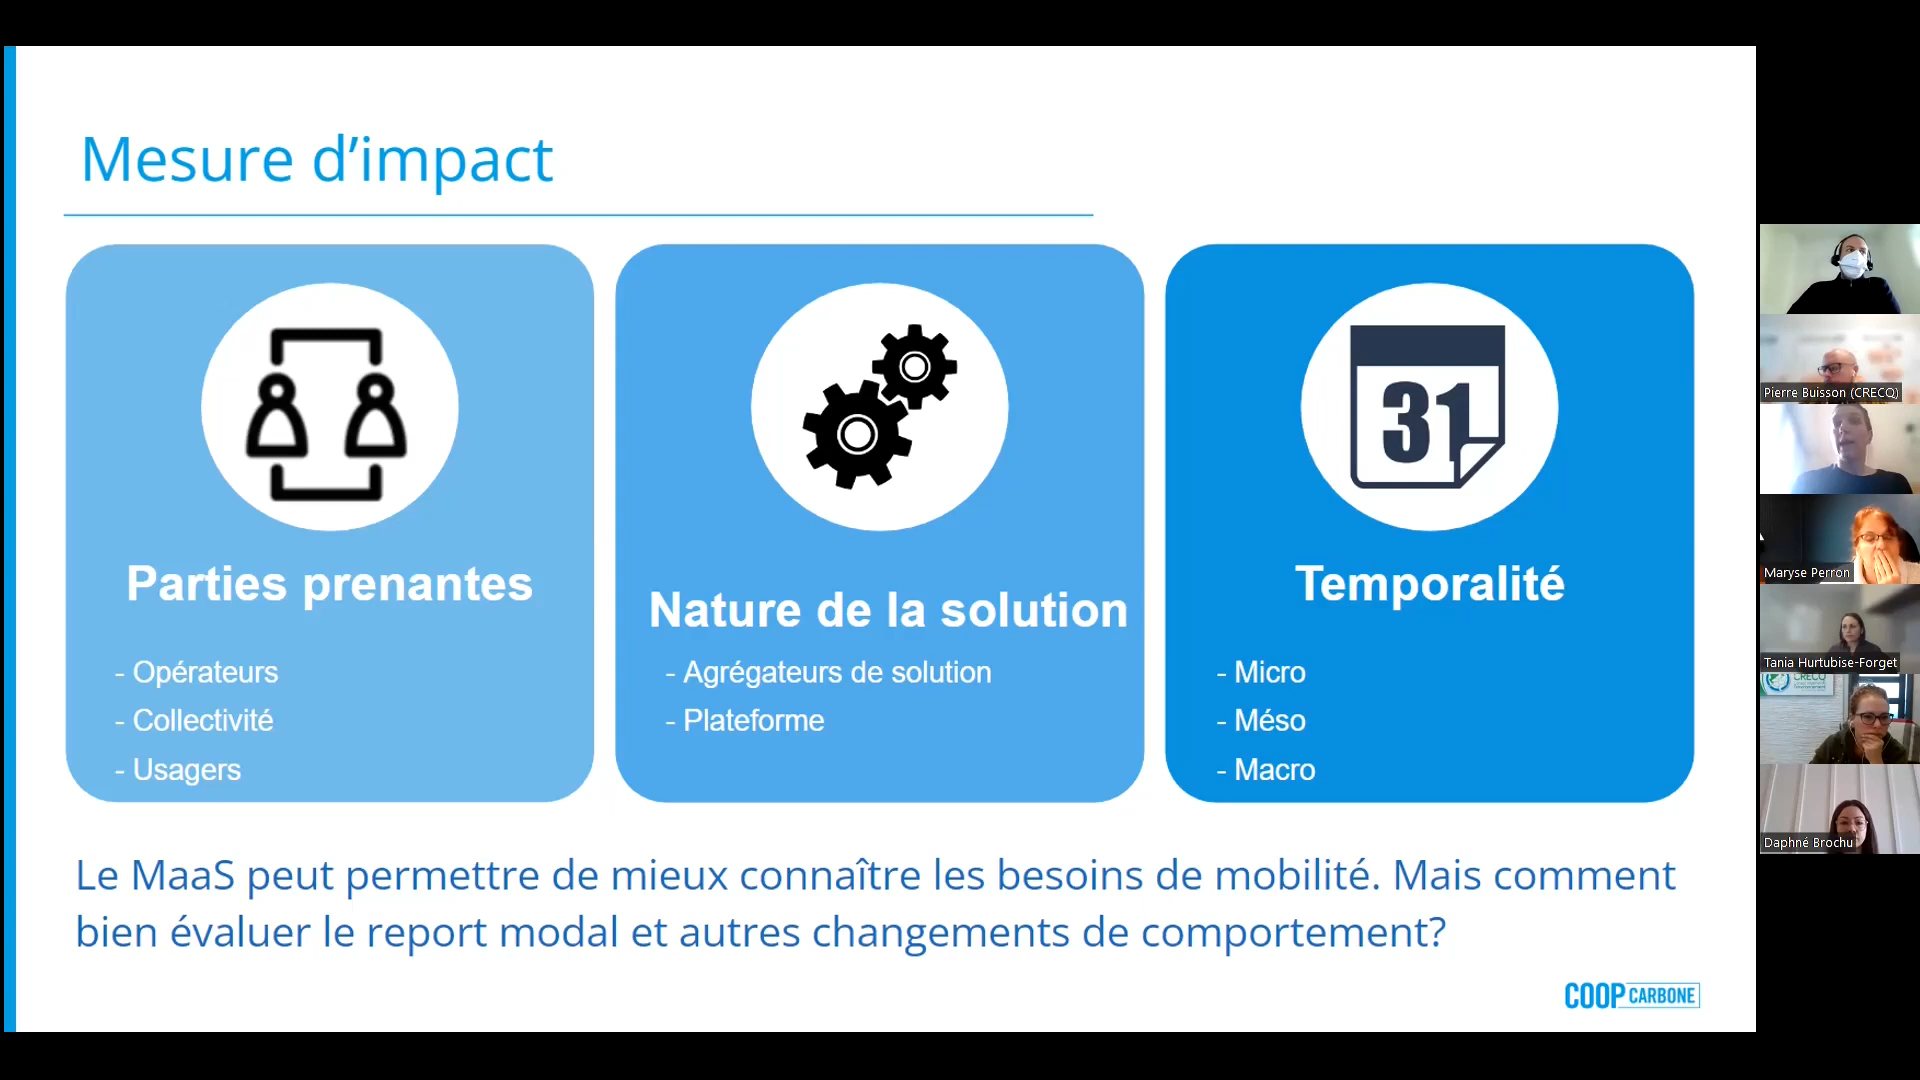 Mesure d’impact
31
Parties prenantes
- Opérateurs
- Collectivité
- Usagers
Nature de la solution
- Agrégateurs de solution
- Plateforme
Temporalité
- Micro
- Méso
- Macro
Le MaaS peut permettre de mieux connaître les besoins de mobilité. Mais comment
bien évaluer le report modal et autres changements de comportement?
COOP CARBONE
Pierre Buisson (CRECQ)
Maryse Perron
Tania Hurtubise-Forget
CRECQ
Daphné Brochu